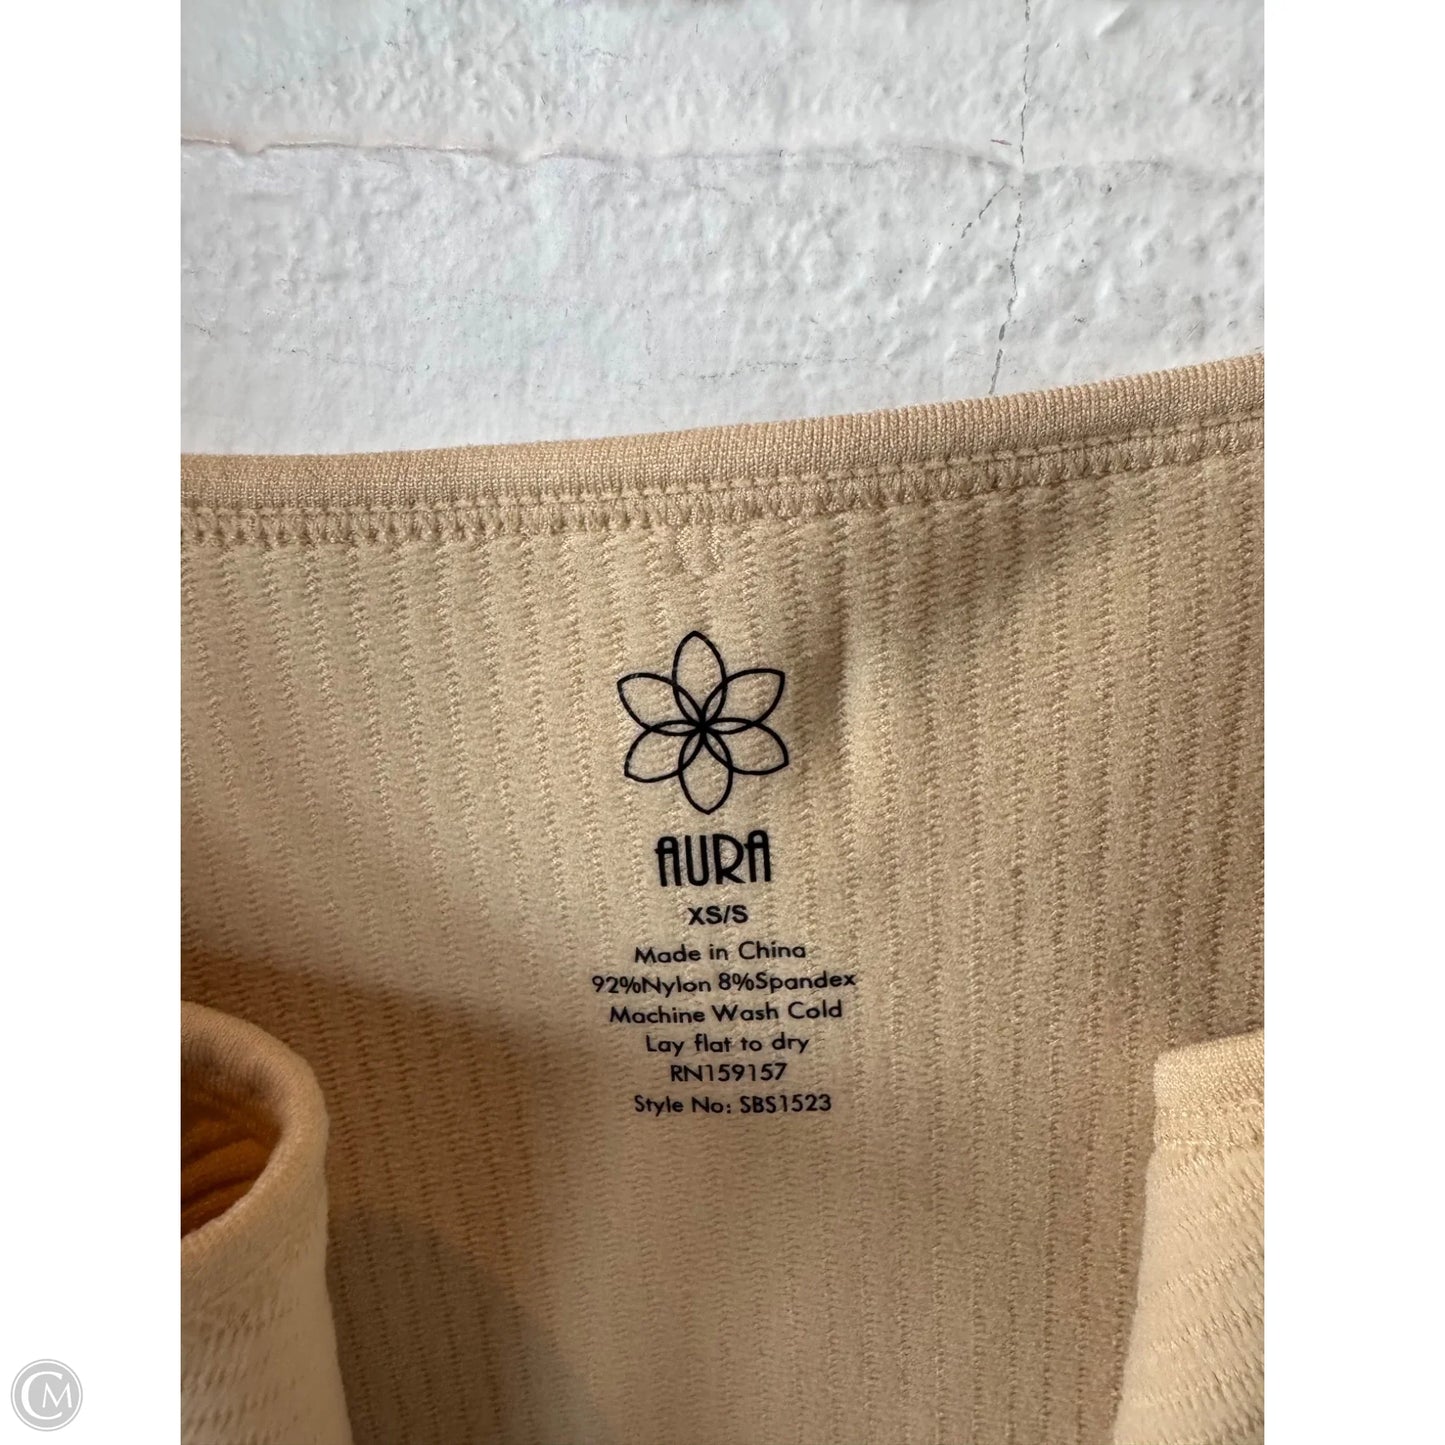 AURA
XS/S
Made in China
92%Nylon 8%Spandex
Machine Wash Cold
Lay flat to dry
RN159157
Style No: SBS1523
CM